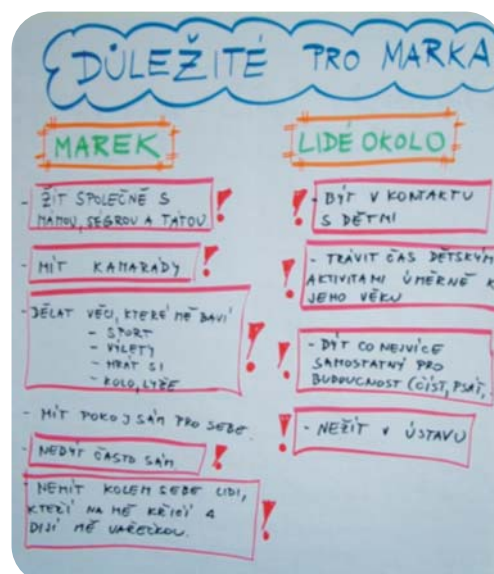 DŮLEŽITÉ PRO MARKA
MAREK
- ŽÍT SPOLEČNĚ S
MÁMOU, SÉGROU A TÁTOU
- MÍT KAMARÁDY
- DĚLAT VĚCI, KTERÉ MĚ BAVÍ
- SPORT
- VÝLETY
- HRÁT SI
- KOLO, LYŽE
- MÍT POKOJ SÁM PRO SEBE.
- NEBÝT ČASTO SÁM
- NEMÍT KOLEM SEBE LIDI,
KTEŘÍ NA MĚ KŘIČÍ A
BIJÍ MĚ VAŘEČKOU.
LIDÉ OKOLO
- BÝT V KONTAKTU
S DĚTMI
- TRÁVIT ČAS DĚTSKÝM
AKTIVITAMI ÚMĚRNĚ K
JEHO VĚKU
- BÝT CO NEJVÍCE
SAMOSTATNÝ PRO
BUDOUCNOST (ČÍST, PSÁT,
- NEŽÍT V ÚSTAVU